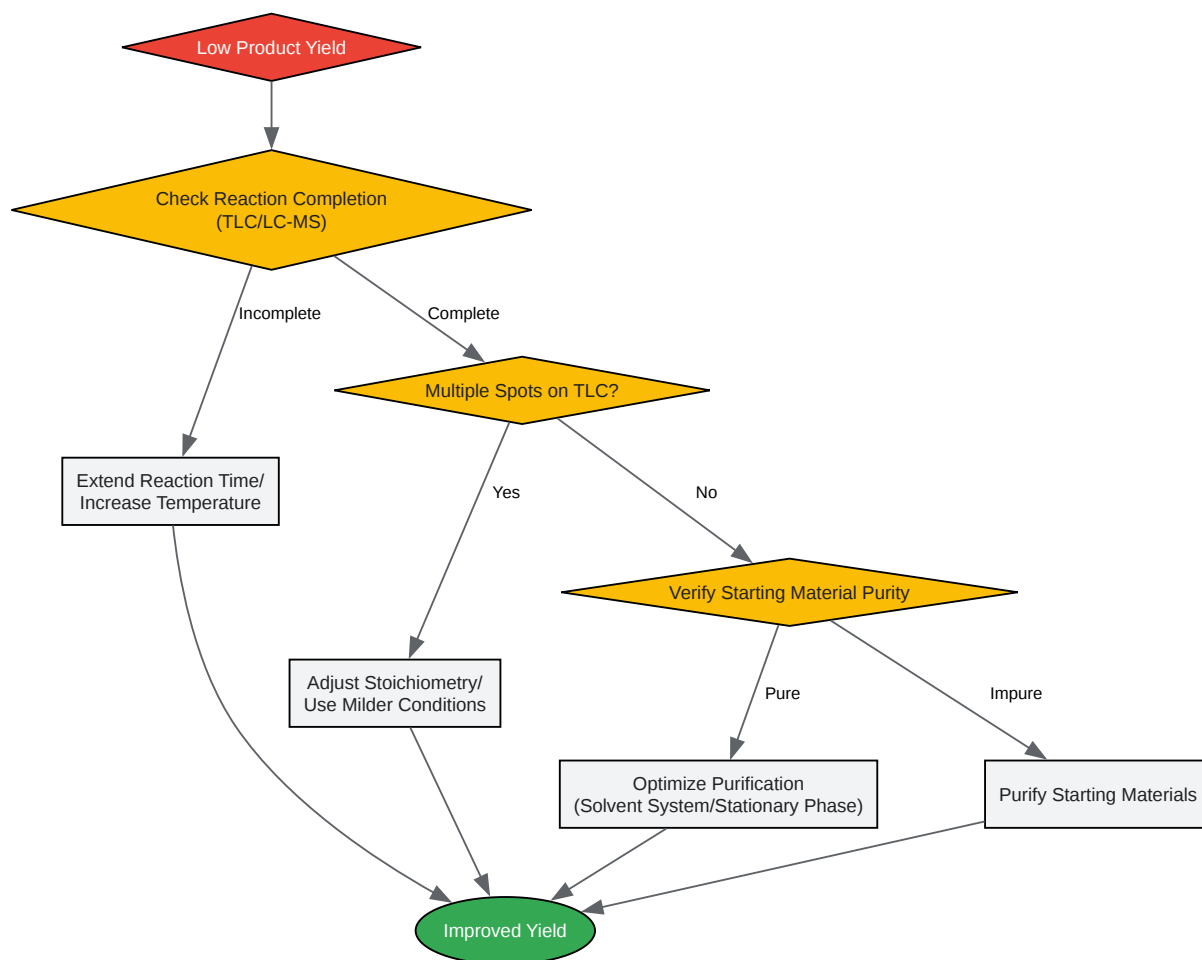 Low Product Yield
Check Reaction Completion
(TLC/LC-MS)
Incomplete
Complete
Multiple Spots on TLC?
Extend Reaction Time/
Increase Temperature
Yes
No
Verify Starting Material Purity
Adjust Stoichiometry/
Use Milder Conditions
Pure
Impure
Optimize Purification
(Solvent System/Stationary Phase)
Purify Starting Materials
Improved Yield